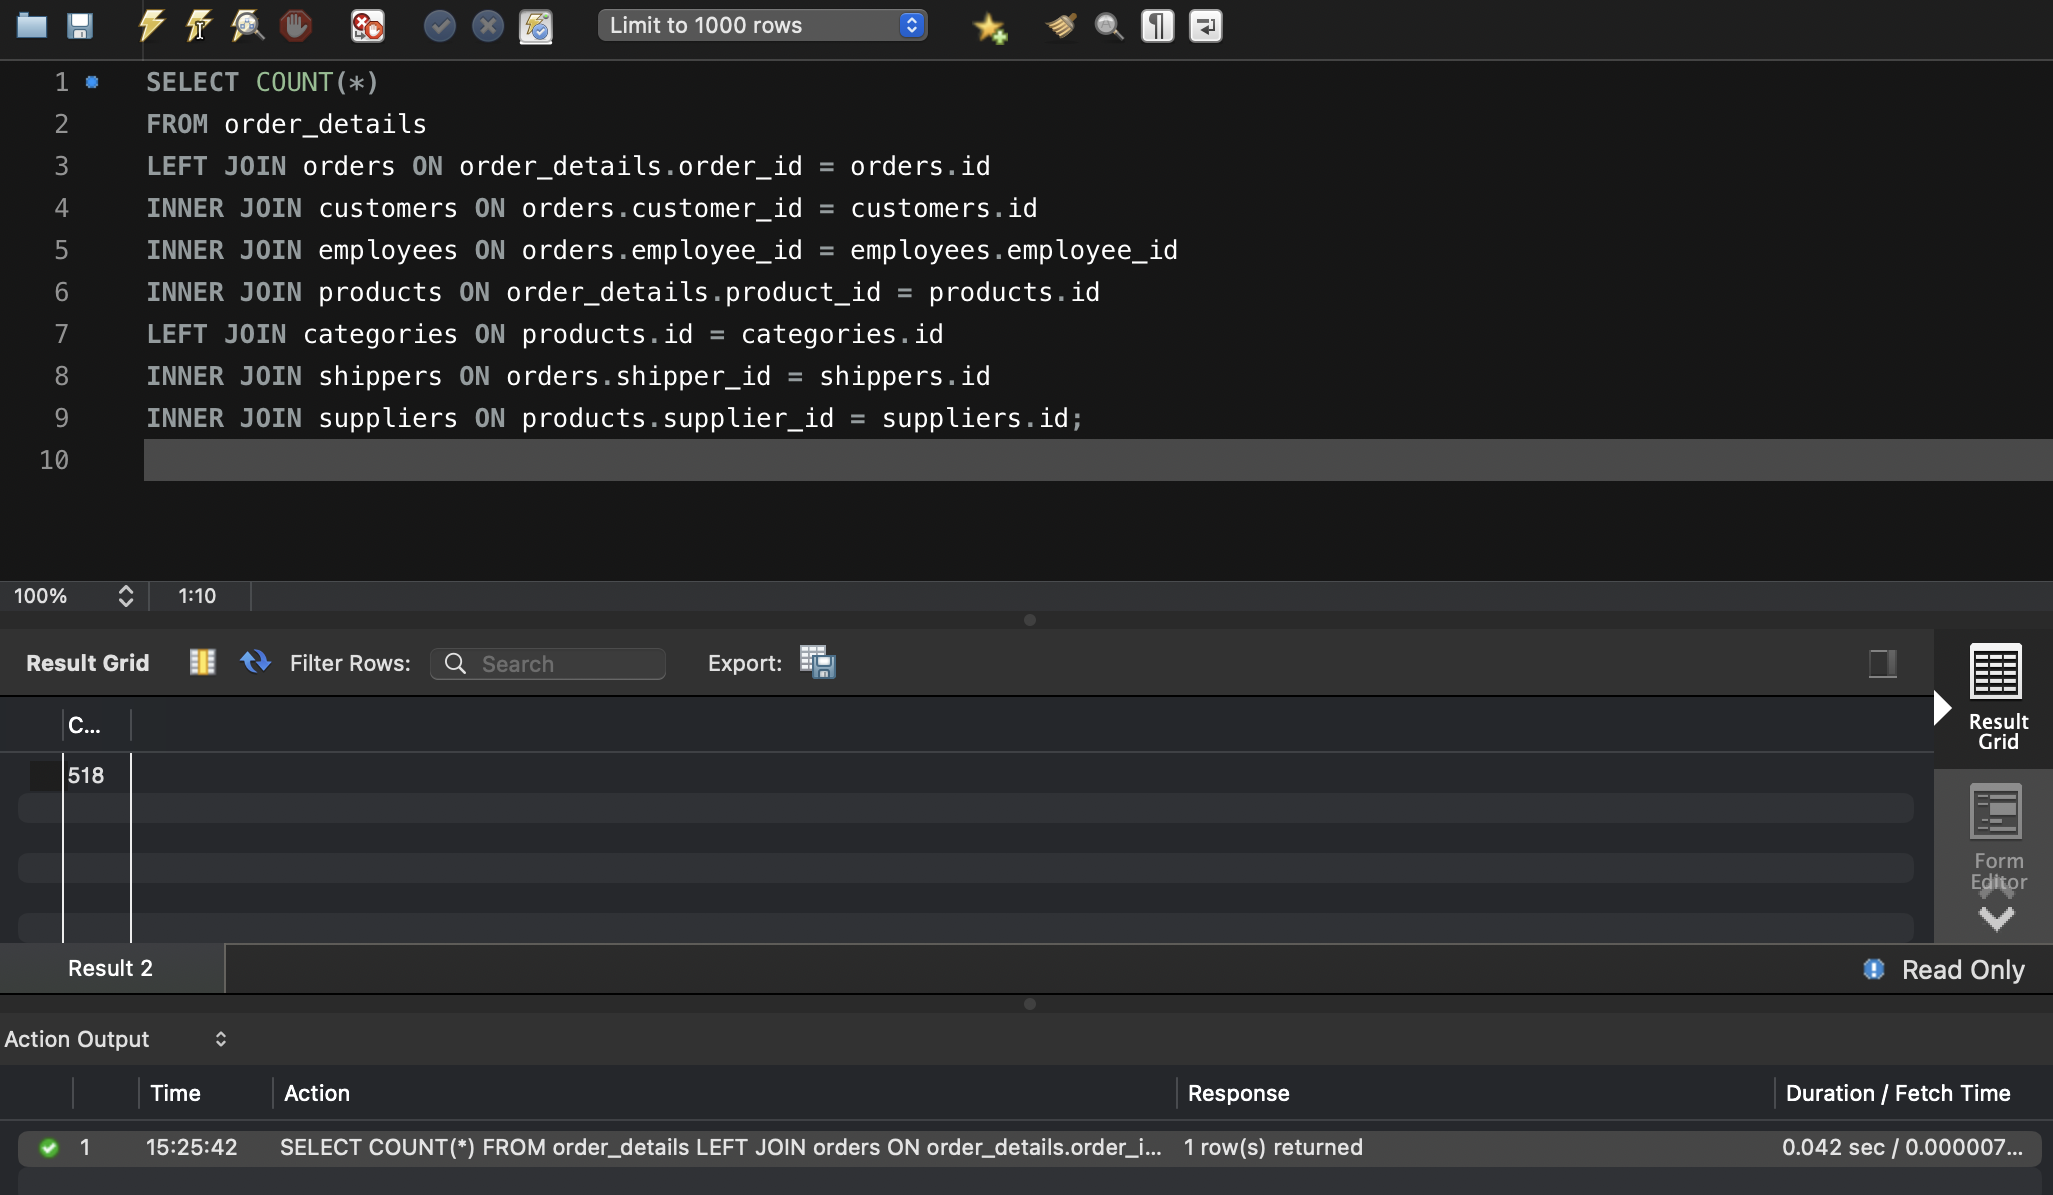 Limit to 1000 rows
1 SELECT COUNT(*)
2 FROM order_details
3 LEFT JOIN orders ON order_details.order_id = orders.id
4 INNER JOIN customers ON orders.customer_id = customers.id
5 INNER JOIN employees ON orders.employee_id = employees.employee_id
6 INNER JOIN products ON order_details.product_id = products.id
7 LEFT JOIN categories ON products.id = categories.id
8 INNER JOIN shippers ON orders.shipper_id = shippers.id
9 INNER JOIN suppliers ON products.supplier_id = suppliers.id;
10
100% 1:10
Result Grid Filter Rows: Search Export:
C...
518
Result
Grid
Form
Editor
Result 2 Read Only
Action Output
Time Action Response Duration / Fetch Time
1 15:25:42 SELECT COUNT(*) FROM order_details LEFT JOIN orders ON order_details.order_i... 1 row(s) returned 0.042 sec / 0.000007...